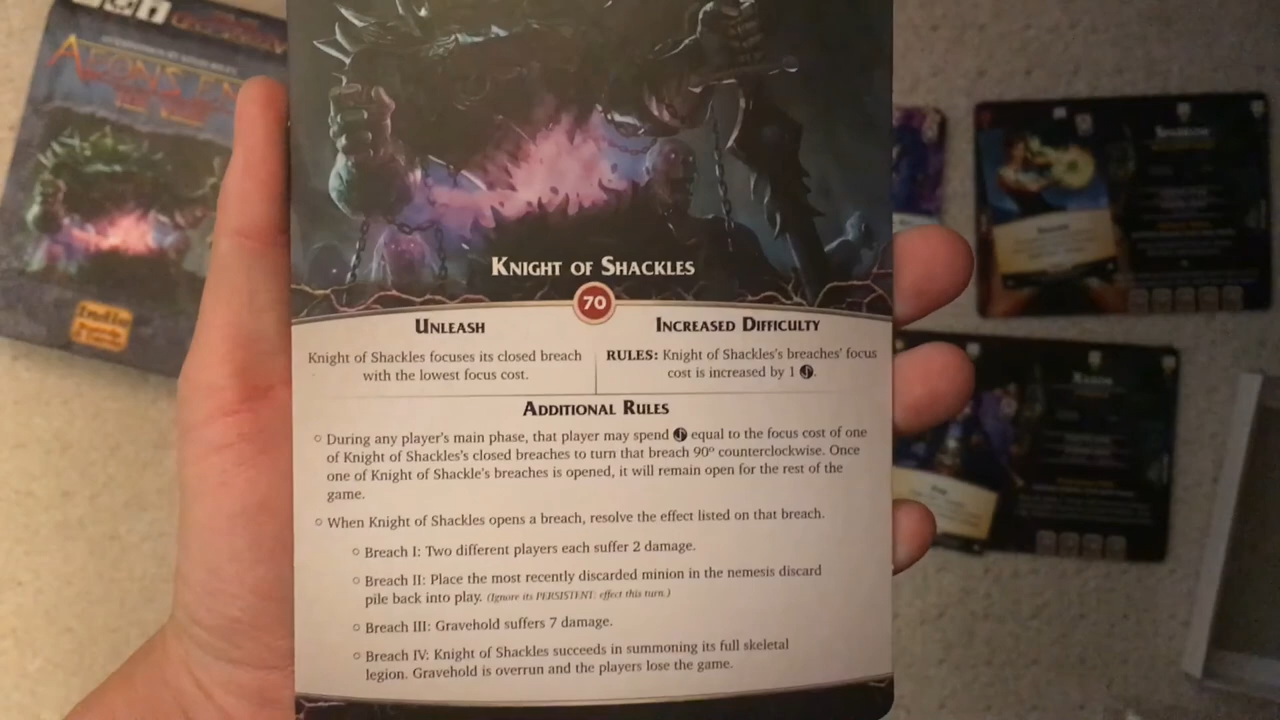 AEONS END
KNIGHT OF SHACKLES
70
UNLEASH
Knight of Shackles focuses its closed breach
with the lowest focus cost.
INCREASED DIFFICULTY
RULES: Knight of Shackles's breaches' focus
cost is increased by 1 .
ADDITIONAL RULES
During any player's main phase, that player may spend equal to the focus cost of one
of Knight of Shackles's closed breaches to turn that breach 90º counterclockwise. Once
one of Knight of Shackle's breaches is opened, it will remain open for the rest of the
game.
When Knight of Shackles opens a breach, resolve the effect listed on that breach.
Breach I: Two different players each suffer 2 damage.
Breach II: Place the most recently discarded minion in the nemesis discard
pile back into play. (Ignore its PERSISTENT: effect this turn.)
Breach III: Gravehold suffers 7 damage.
Breach IV: Knight of Shackles succeeds in summoning its full skeletal
legion. Gravehold is overrun and the players lose the game.